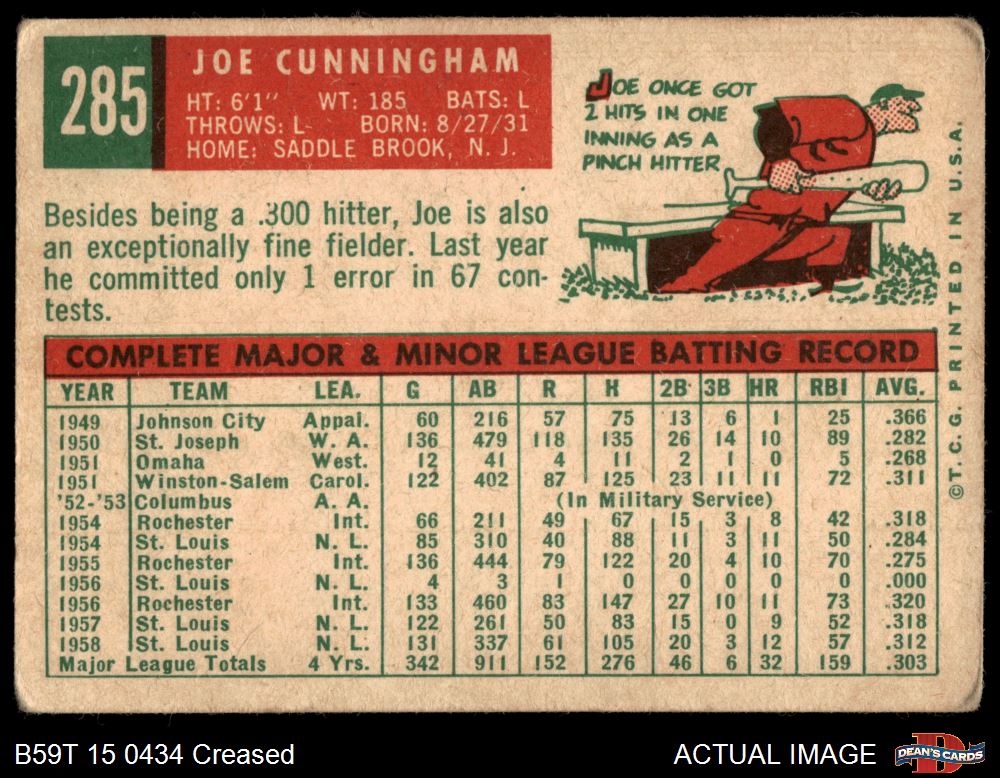 285
JOE CUNNINGHAM
HT: 6'1" WT: 185 BATS: L
THROWS: L BORN: 8/27/31
HOME: SADDLE BROOK, N. J.
JOE ONCE GOT
2 HITS IN ONE
INNING AS A
PINCH HITTER
Besides being a .300 hitter, Joe is also
an exceptionally fine fielder. Last year
he committed only 1 error in 67 con-
tests.
COMPLETE MAJOR & MINOR LEAGUE BATTING RECORD
YEAR TEAM LEA. G AB R H 2B 3B HR RBI AVG.
1949 Johnson City Appal. 60 216 57 75 13 6 1 25 .366
1950 St. Joseph W. A. 136 479 118 135 26 14 10 89 .282
1951 Omaha West. 12 41 4 11 2 1 0 5 .268
1951 Winston-Salem Carol. 122 402 87 125 23 11 11 72 .311
'52-'53 Columbus A. A. (In Military Service)
1954 Rochester Int. 66 211 49 67 15 3 8 42 .318
1954 St. Louis N. L. 85 310 40 88 11 3 11 50 .284
1955 Rochester Int. 136 444 79 122 20 4 10 70 .275
1956 St. Louis N. L. 4 3 1 0 0 0 0 0 .000
1956 Rochester Int. 133 460 83 147 27 10 11 73 .320
1957 St. Louis N. L. 122 261 50 83 15 0 9 52 .318
1958 St. Louis N. L. 131 337 61 105 20 3 12 57 .312
Major League Totals 4 Yrs. 342 911 152 276 46 6 32 159 .303
©T. C. G. PRINTED IN U.S.A.
B59T 15 0434 Creased
ACTUAL IMAGE
DEAN'S CARDS